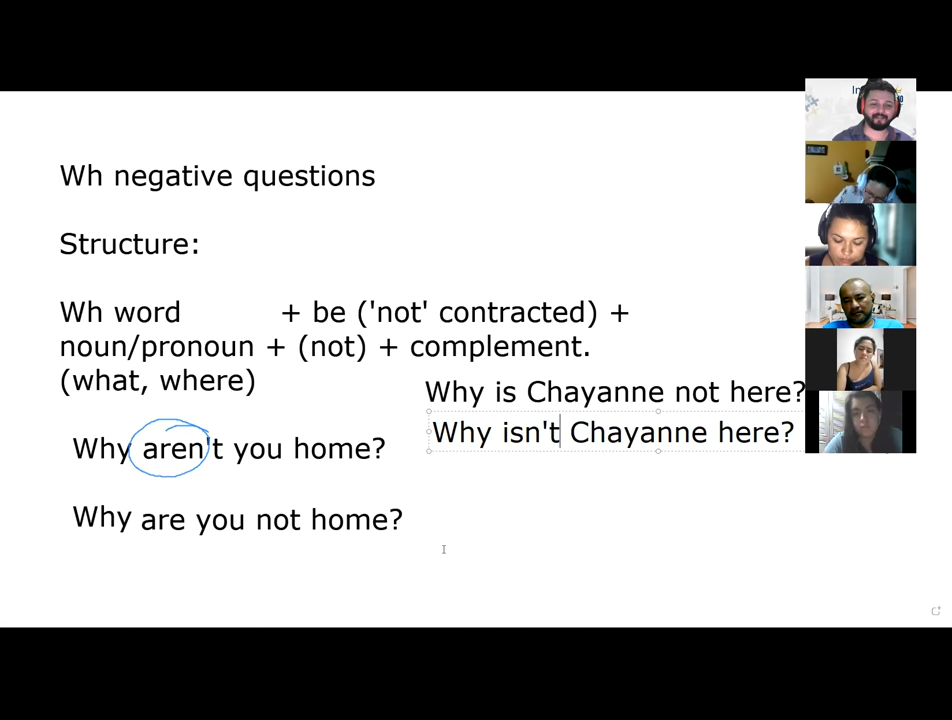 Wh negative questions
Structure:
Wh word + be ('not' contracted) +
noun/pronoun + (not) + complement.
(what, where)
Why is Chayanne not here?
Why isn't Chayanne here?
Why aren't you home?
Why are you not home?